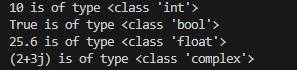 10 is of type <class 'int'>
True is of type <class 'bool'>
25.6 is of type <class 'float'>
(2+3j) is of type <class 'complex'>